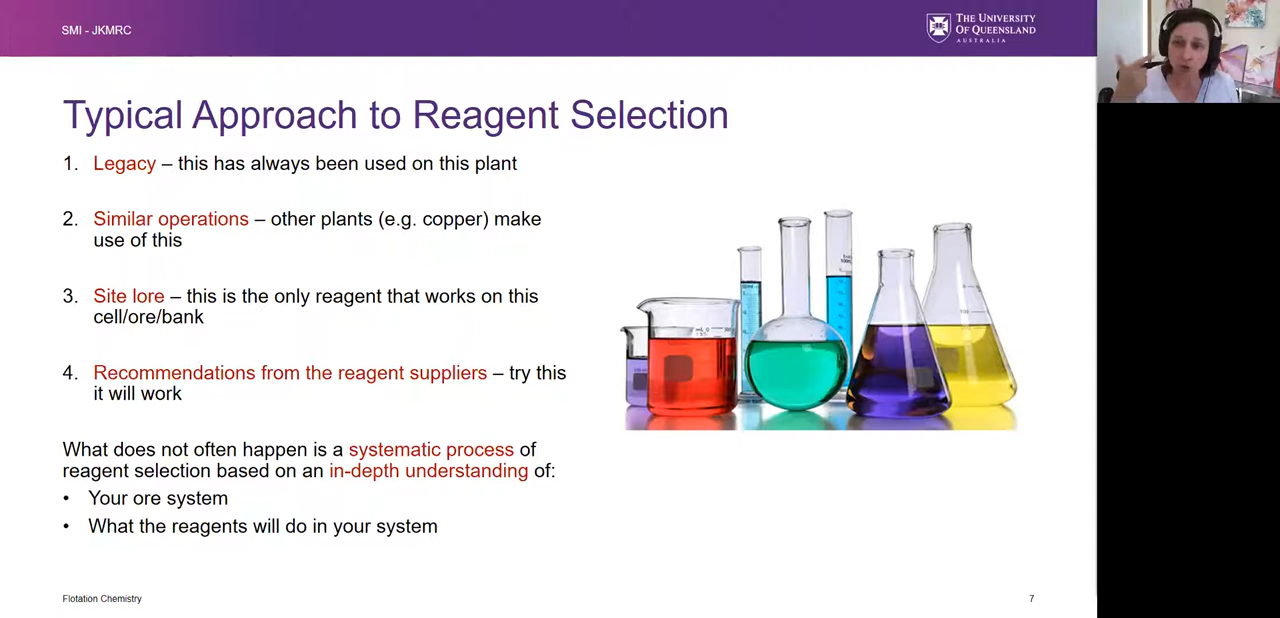 SMI - JKMRC
THE UNIVERSITY
OF QUEENSLAND
AUSTRALIA
Typical Approach to Reagent Selection
1. Legacy – this has always been used on this plant
2. Similar operations – other plants (e.g. copper) make
use of this
3. Site lore – this is the only reagent that works on this
cell/ore/bank
4. Recommendations from the reagent suppliers – try this
it will work
What does not often happen is a systematic process of
reagent selection based on an in-depth understanding of:
• Your ore system
• What the reagents will do in your system
Flotation Chemistry
7